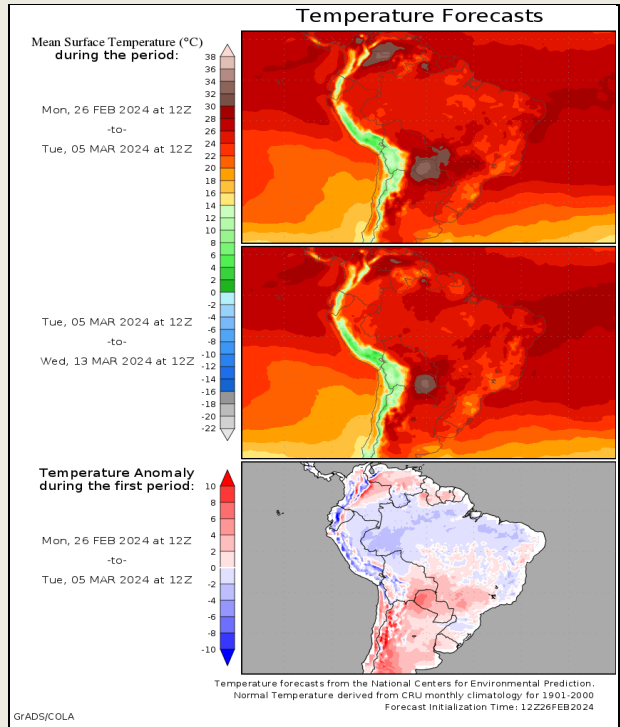 Temperature Forecasts
Mean Surface Temperature (°C)
during the period:
Mon, 26 FEB 2024 at 12Z
-to-
Tue, 05 MAR 2024 at 12Z
38
36
34
32
30
28
26
24
22
20
18
16
14
12
10
8
6
4
2
0
-2
-4
-6
-8
-10
-12
-14
-16
-18
-20
-22
Tue, 05 MAR 2024 at 12Z
-to-
Wed, 13 MAR 2024 at 12Z
Temperature Anomaly
during the first period:
Mon, 26 FEB 2024 at 12Z
-to-
Tue, 05 MAR 2024 at 12Z
10
8
6
4
2
0
-2
-4
-6
-8
-10
Temperature forecasts from the National Centers for Environmental Prediction.
Normal Temperature derived from CRU monthly climatology for 1901-2000
Forecast Initialization Time: 12Z26FEB2024
GrADS/COLA